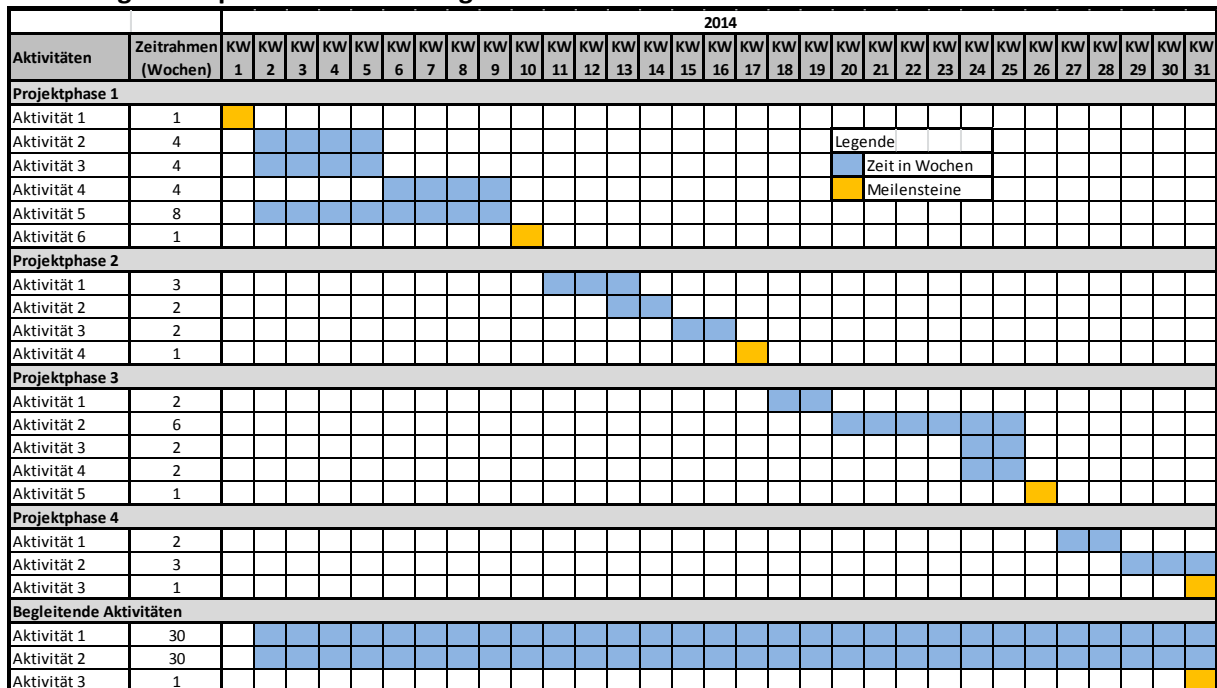 2014
Aktivitäten Zeitrahmen (Wochen) KW 1 KW 2 KW 3 KW 4 KW 5 KW 6 KW 7 KW 8 KW 9 KW 10 KW 11 KW 12 KW 13 KW 14 KW 15 KW 16 KW 17 KW 18 KW 19 KW 20 KW 21 KW 22 KW 23 KW 24 KW 25 KW 26 KW 27 KW 28 KW 29 KW 30 KW 31
Projektphase 1
Aktivität 1 1
Aktivität 2 4 Legende
Aktivität 3 4 Zeit in Wochen
Aktivität 4 4 Meilensteine
Aktivität 5 8
Aktivität 6 1
Projektphase 2
Aktivität 1 3
Aktivität 2 2
Aktivität 3 2
Aktivität 4 1
Projektphase 3
Aktivität 1 2
Aktivität 2 6
Aktivität 3 2
Aktivität 4 2
Aktivität 5 1
Projektphase 4
Aktivität 1 2
Aktivität 2 3
Aktivität 3 1
Begleitende Aktivitäten
Aktivität 1 30
Aktivität 2 30
Aktivität 3 1